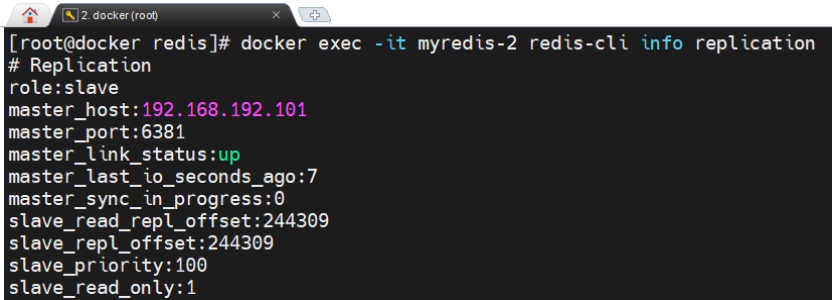 2. docker (root)
[root@docker redis]# docker exec -it myredis-2 redis-cli info replication
# Replication
role:slave
master_host:192.168.192.101
master_port:6381
master_link_status:up
master_last_io_seconds_ago:7
master_sync_in_progress:0
slave_read_repl_offset:244309
slave_repl_offset:244309
slave_priority:100
slave_read_only:1